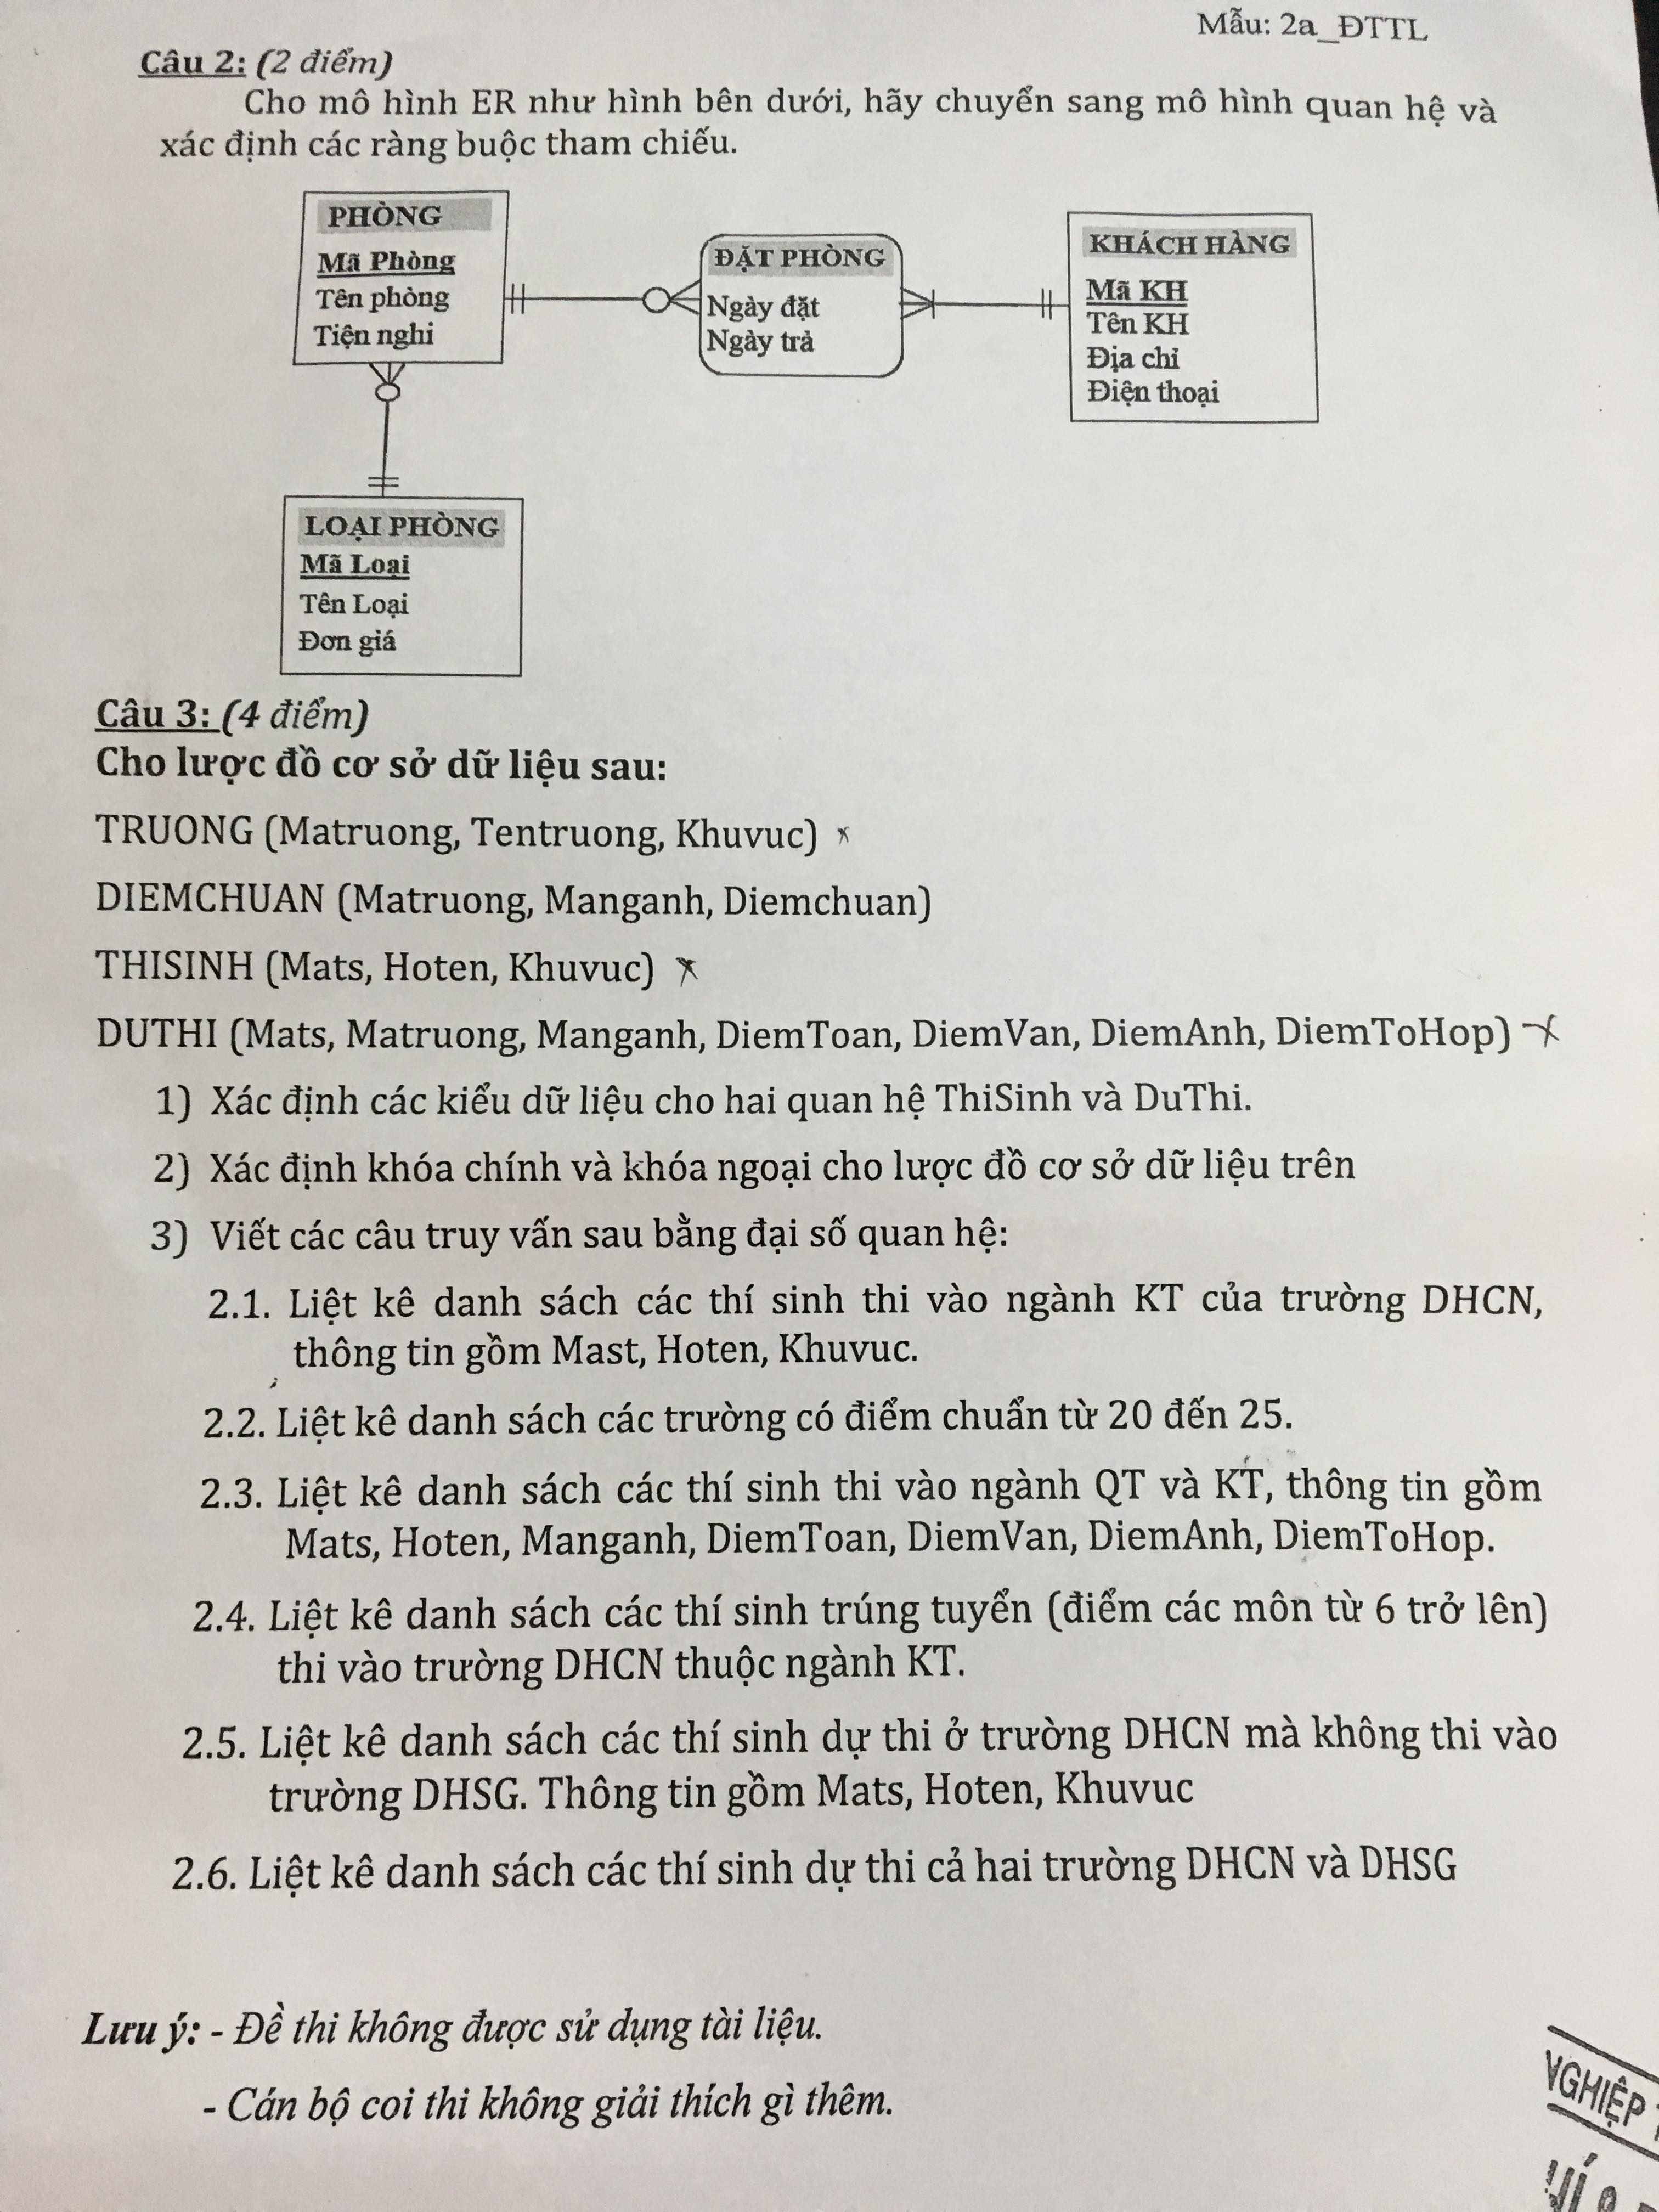 Mẫu: 2a_ĐTTL
Câu 2: (2 điểm)
Cho mô hình ER như hình bên dưới, hãy chuyển sang mô hình quan hệ và
xác định các ràng buộc tham chiếu.
PHÒNG
Mã Phòng
Tên phòng
Tiện nghi
ĐẶT PHÒNG
Ngày đặt
Ngày trả
KHÁCH HÀNG
Mã KH
Tên KH
Địa chỉ
Điện thoại
LOẠI PHÒNG
Mã Loại
Tên Loại
Đơn giá
Câu 3: (4 điểm)
Cho lược đồ cơ sở dữ liệu sau:
TRUONG (Matruong, Tentruong, Khuvuc)
DIEMCHUAN (Matruong, Manganh, Diemchuan)
THISINH (Mats, Hoten, Khuvuc)
DUTHI (Mats, Matruong, Manganh, DiemToan, DiemVan, DiemAnh, DiemToHop)
1) Xác định các kiểu dữ liệu cho hai quan hệ ThiSinh và DuThi.
2) Xác định khóa chính và khóa ngoại cho lược đồ cơ sở dữ liệu trên
3) Viết các câu truy vấn sau bằng đại số quan hệ:
2.1. Liệt kê danh sách các thí sinh thi vào ngành KT của trường DHCN,
thông tin gồm Mast, Hoten, Khuvuc.
2.2. Liệt kê danh sách các trường có điểm chuẩn từ 20 đến 25.
2.3. Liệt kê danh sách các thí sinh thi vào ngành QT và KT, thông tin gồm
Mats, Hoten, Manganh, DiemToan, DiemVan, DiemAnh, DiemToHop.
2.4. Liệt kê danh sách các thí sinh trúng tuyển (điểm các môn từ 6 trở lên)
thi vào trường DHCN thuộc ngành KT.
2.5. Liệt kê danh sách các thí sinh dự thi ở trường DHCN mà không thi vào
trường DHSG. Thông tin gồm Mats, Hoten, Khuvuc
2.6. Liệt kê danh sách các thí sinh dự thi cả hai trường DHCN và DHSG
Lưu ý: - Đề thi không được sử dụng tài liệu.
- Cán bộ coi thi không giải thích gì thêm.
NGHIỆP